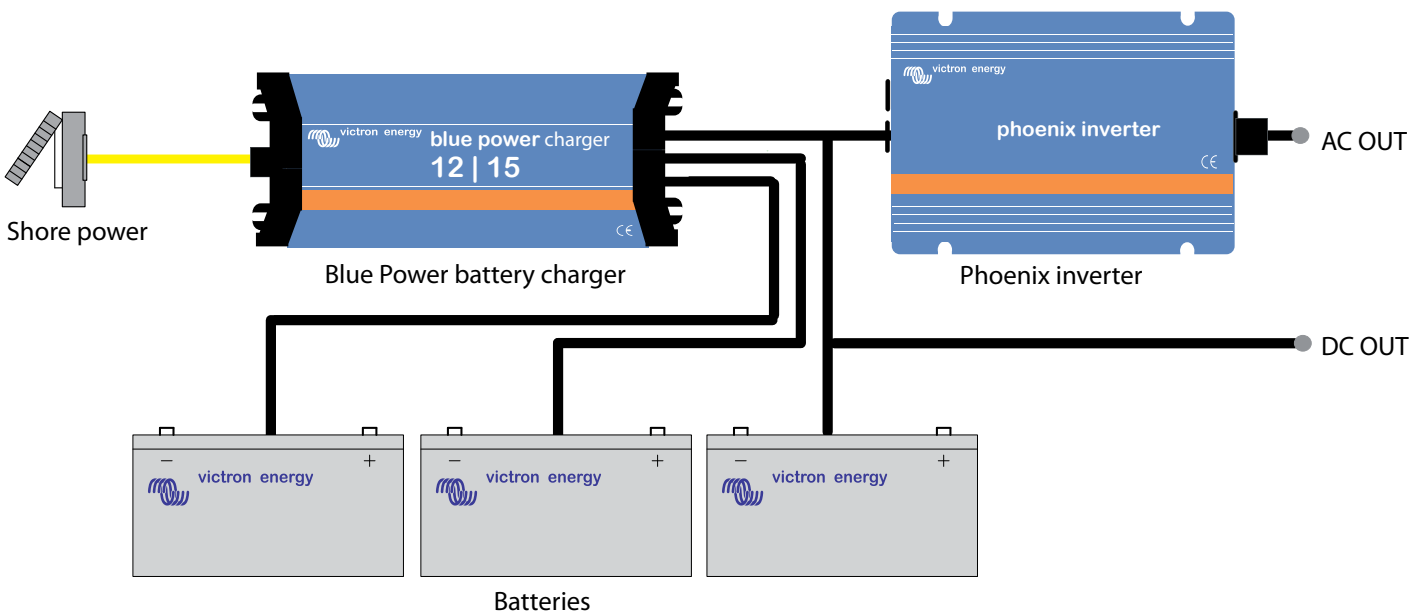 victron energy
phoenix inverter
CE
AC OUT
victron energy
blue power charger
12 | 15
CE
Shore power
Blue Power battery charger
Phoenix inverter
DC OUT
− +
victron energy
− +
victron energy
− +
victron energy
Batteries